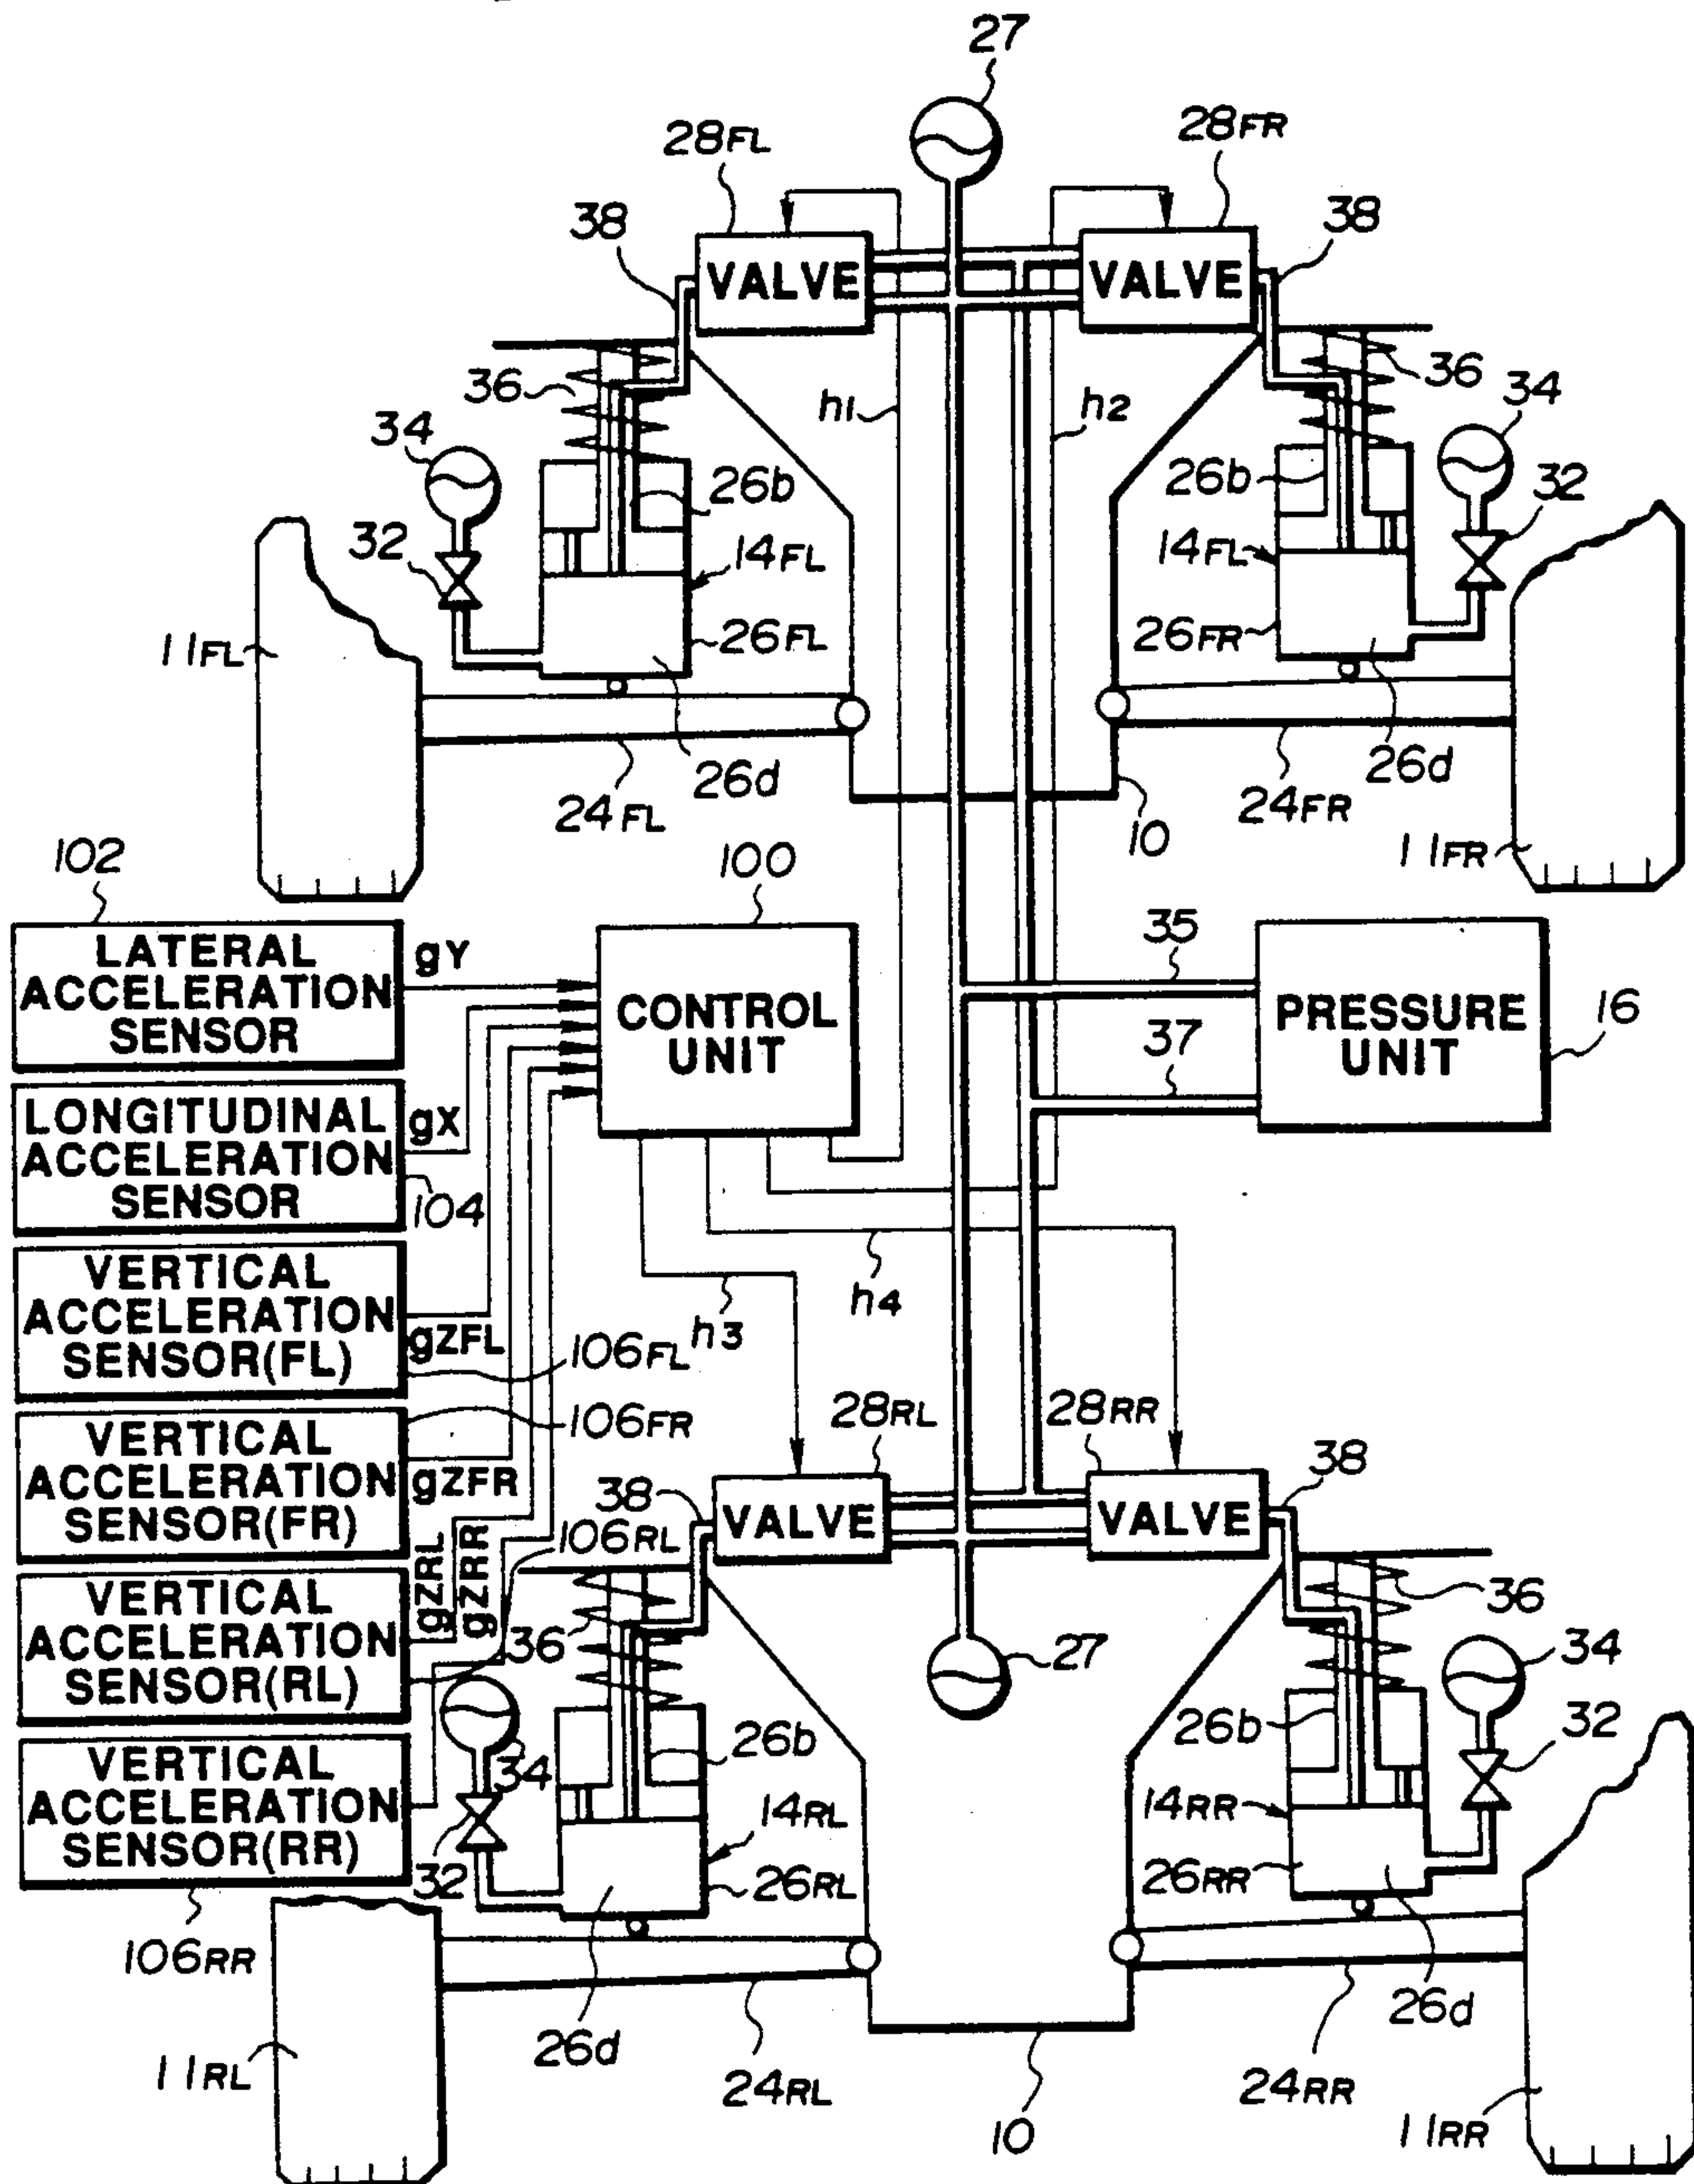 27
28FL
28FR
38
38
VALVE
VALVE
36
36
h1
h2
34
34
26b
26b
32
32
14FL
14FL
11FL
26FL
26FR
26d
26d
24FL
24FR
10
11FR
102
100
LATERAL
ACCELERATION
SENSOR
gY
CONTROL
UNIT
35
PRESSURE
UNIT
16
37
LONGITUDINAL
ACCELERATION
SENSOR
gX
104
VERTICAL
ACCELERATION
SENSOR(FL)
gZFL
106FL
h3
h4
VERTICAL
ACCELERATION
SENSOR(FR)
106FR
gZFR
28RL
28RR
38
38
VALVE
VALVE
106RL
gZRL
gZRR
VERTICAL
ACCELERATION
SENSOR(RL)
36
36
27
34
34
26b
26b
32
32
VERTICAL
ACCELERATION
SENSOR(RR)
14RL
14RR
26RL
26RR
106RR
26d
26d
11RL
24RL
24RR
10
11RR